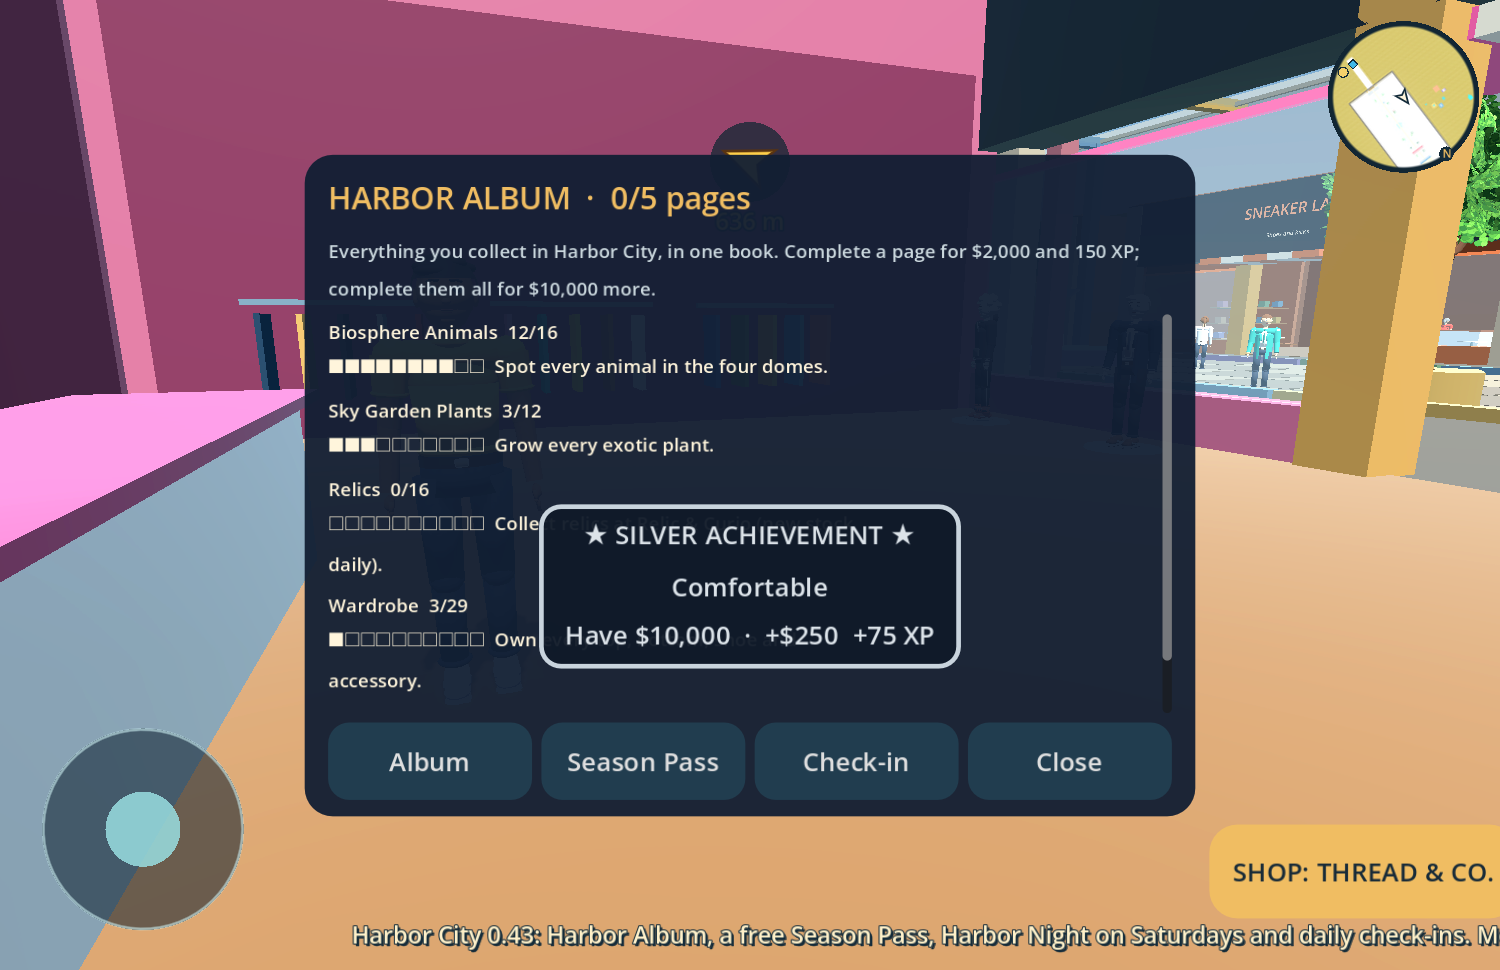 HARBOR ALBUM · 0/5 pages
636 m
Everything you collect in Harbor City, in one book. Complete a page for $2,000 and 150 XP;
complete them all for $10,000 more.
Biosphere Animals 12/16
■■■■■■■■□□ Spot every animal in the four domes.
Sky Garden Plants 3/12
■■■□□□□□□□ Grow every exotic plant.
Relics 0/16
□□□□□□□□□□ Collect relics at
daily).
Wardrobe 3/29
■□□□□□□□□□ Own
accessory.
★ SILVER ACHIEVEMENT ★
Comfortable
Have $10,000 · +$250 +75 XP
Album
Season Pass
Check-in
Close
N
SNEAKER LA
SHOP: THREAD & CO.
Harbor City 0.43: Harbor Album, a free Season Pass, Harbor Night on Saturdays and daily check-ins. M